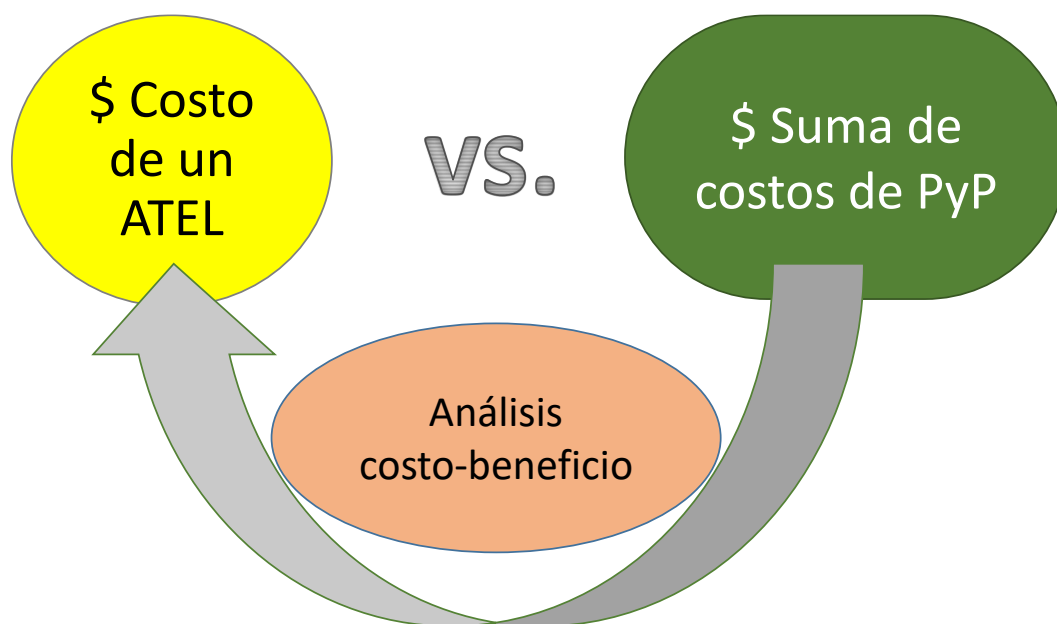 $ Costo
de un
ATEL
vs.
$ Suma de
costos de PyP
Análisis
costo-beneficio